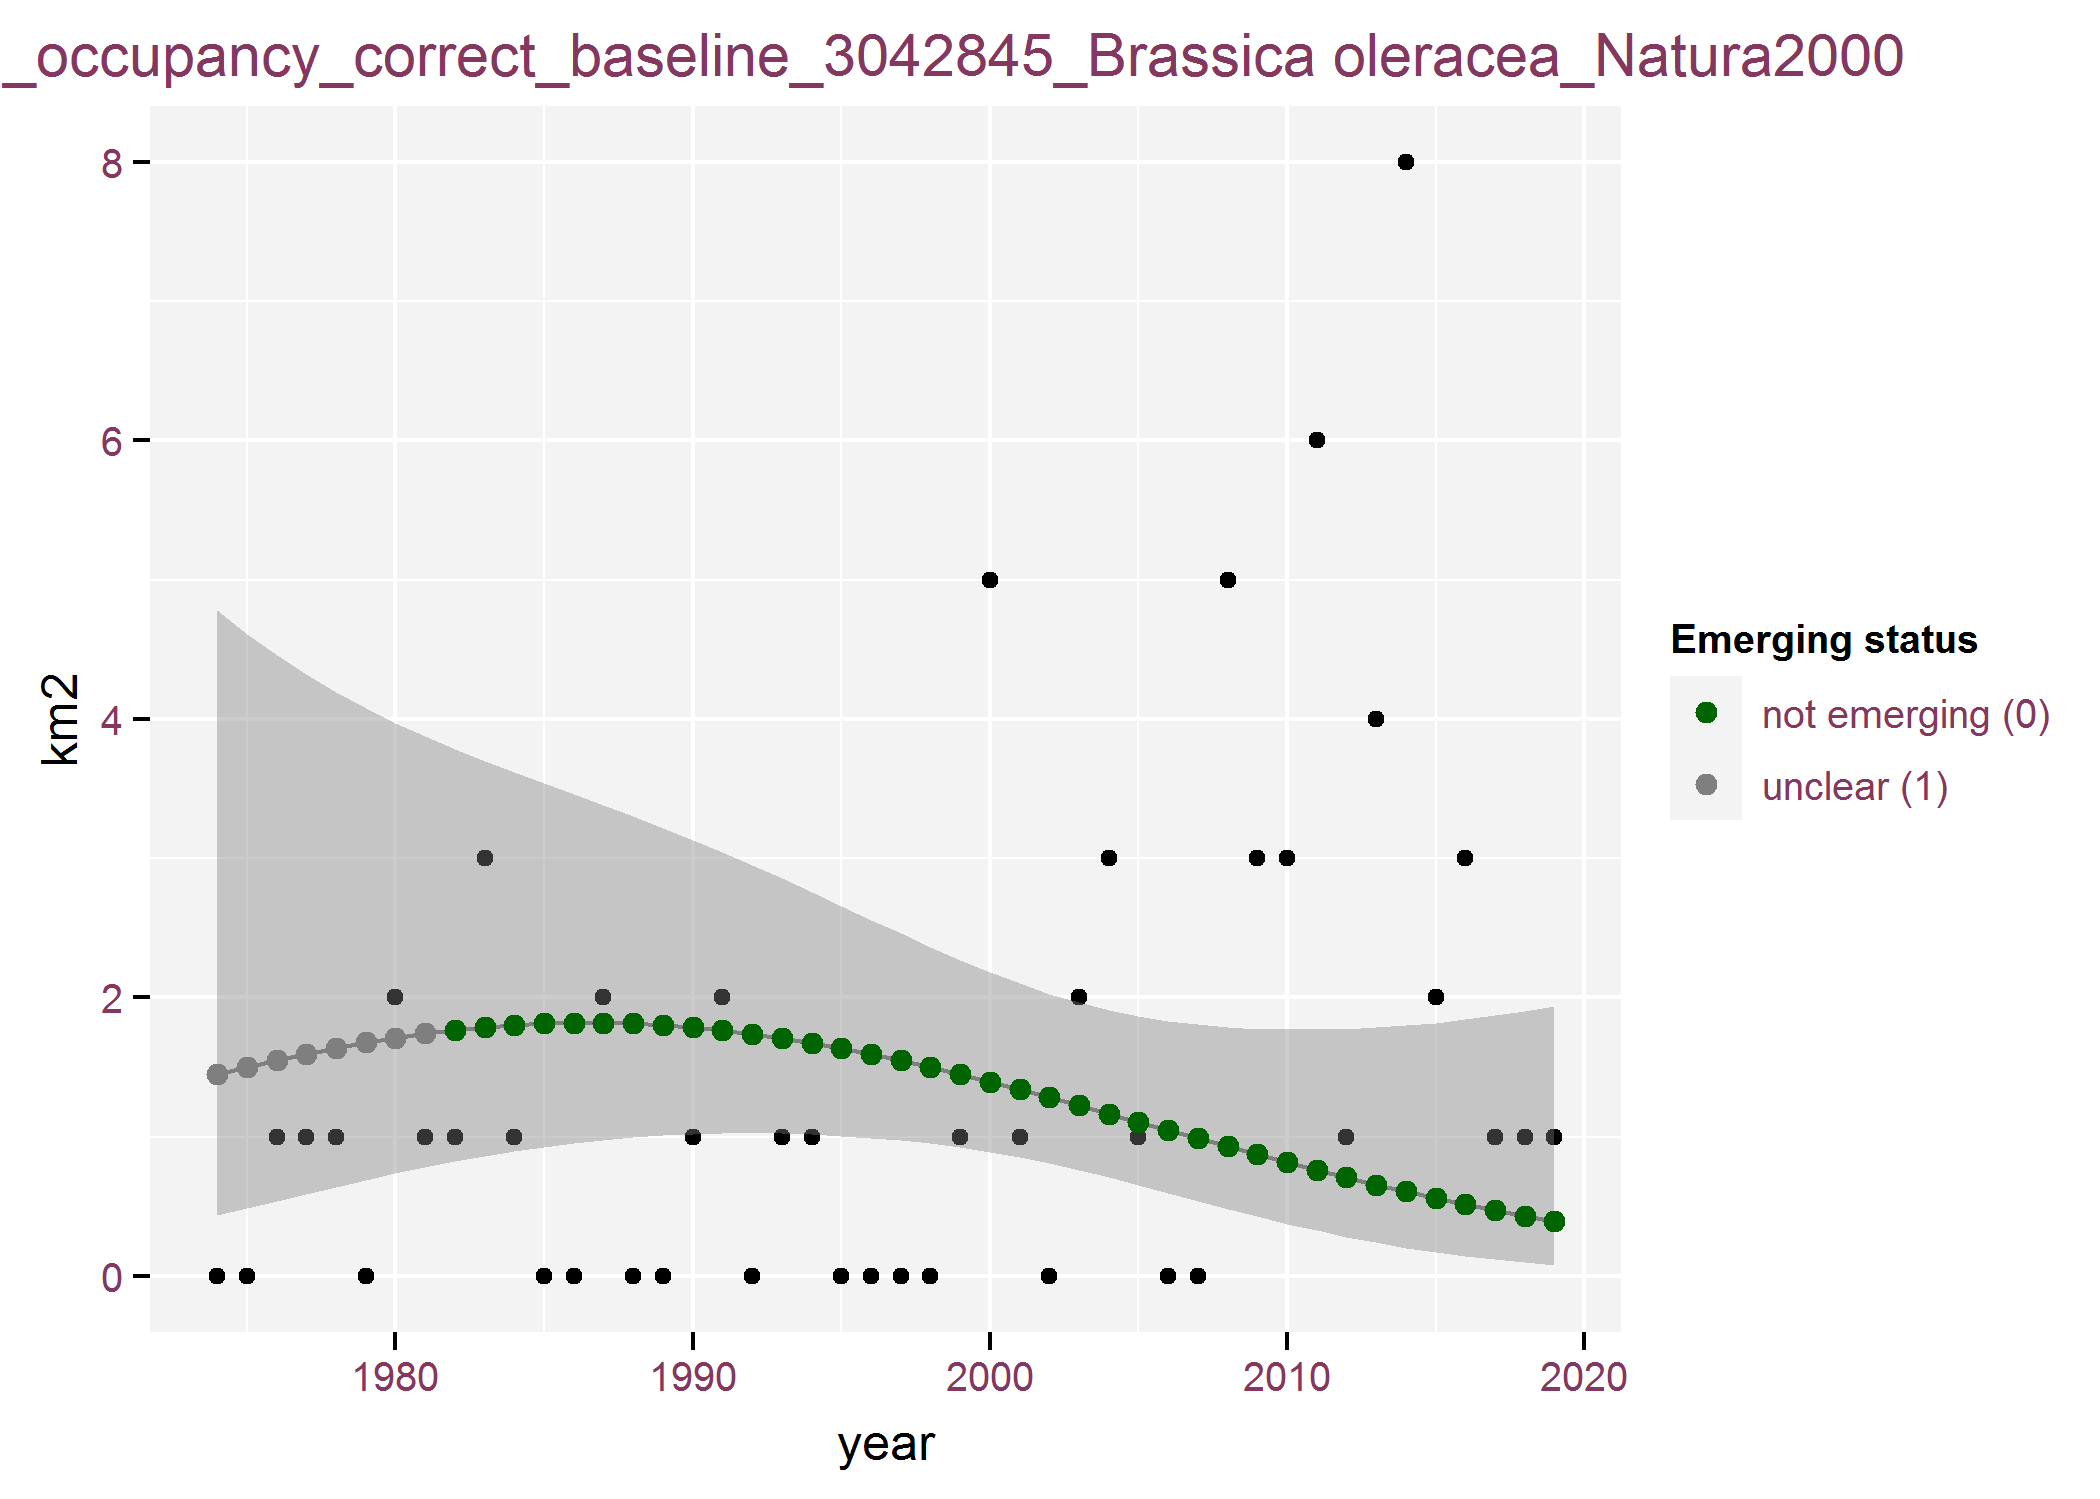 _occupancy_correct_baseline_3042845_Brassica oleracea_Natura2000
8
6
4
2
0
km2
1980 1990 2000 2010 2020
year
Emerging status
not emerging (0)
unclear (1)